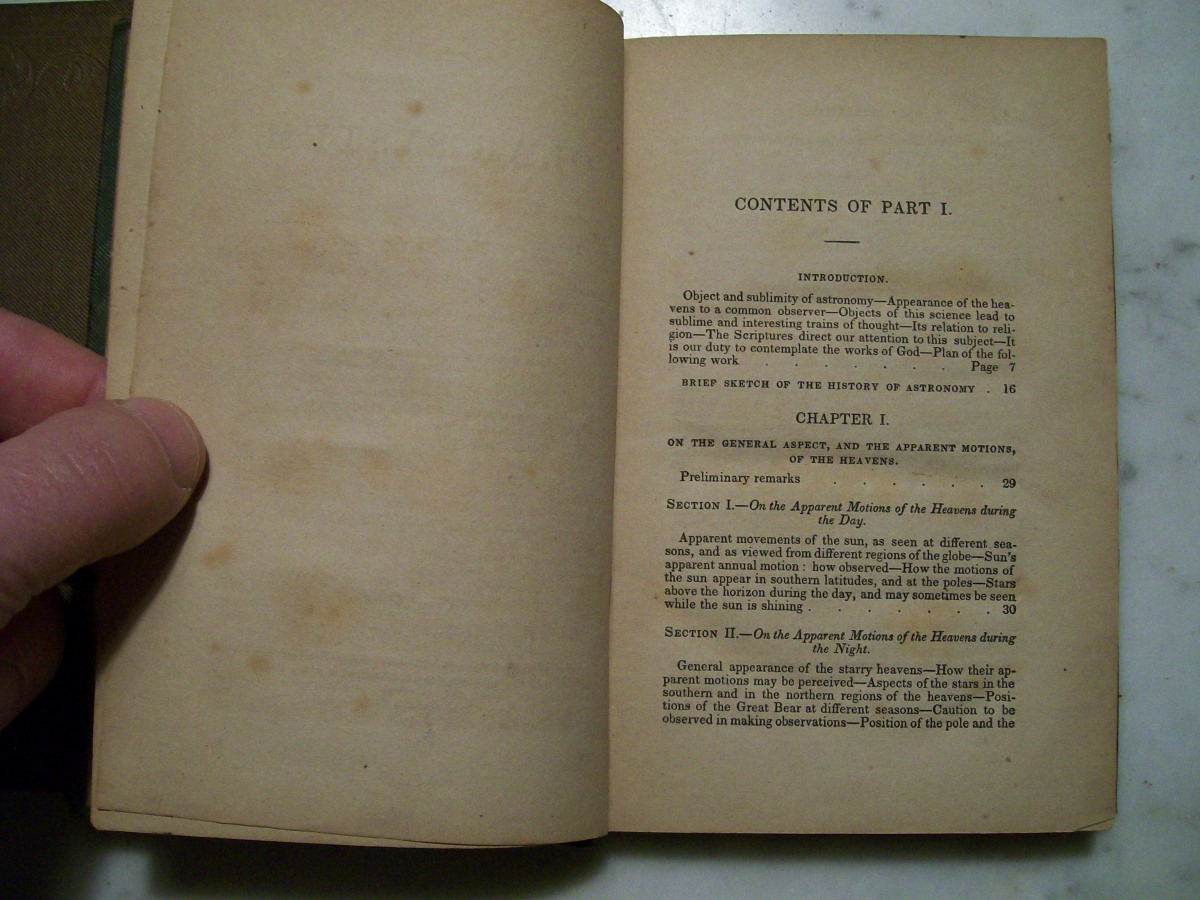 CONTENTS OF PART I.
INTRODUCTION.
Object and sublimity of astronomy—Appearance of the hea-
vens to a common observer—Objects of this science lead to
sublime and interesting trains of thought—Its relation to reli-
gion—The Scriptures direct our attention to this subject—It
is our duty to contemplate the works of God—Plan of the fol-
lowing work . . . . . . Page 7
BRIEF SKETCH OF THE HISTORY OF ASTRONOMY . 16
CHAPTER I.
ON THE GENERAL ASPECT, AND THE APPARENT MOTIONS,
OF THE HEAVENS.
Preliminary remarks . . . . . . 29
SECTION I.—On the Apparent Motions of the Heavens during
the Day.
Apparent movements of the sun, as seen at different sea-
sons, and as viewed from different regions of the globe—Sun's
apparent annual motion : how observed—How the motions of
the sun appear in southern latitudes, and at the poles—Stars
above the horizon during the day, and may sometimes be seen
while the sun is shining . . . . . . . 30
SECTION II.—On the Apparent Motions of the Heavens during
the Night.
General appearance of the starry heavens—How their ap-
parent motions may be perceived—Aspects of the stars in the
southern and in the northern regions of the heavens—Posi-
tions of the Great Bear at different seasons—Caution to be
observed in making observations—Position of the pole and the